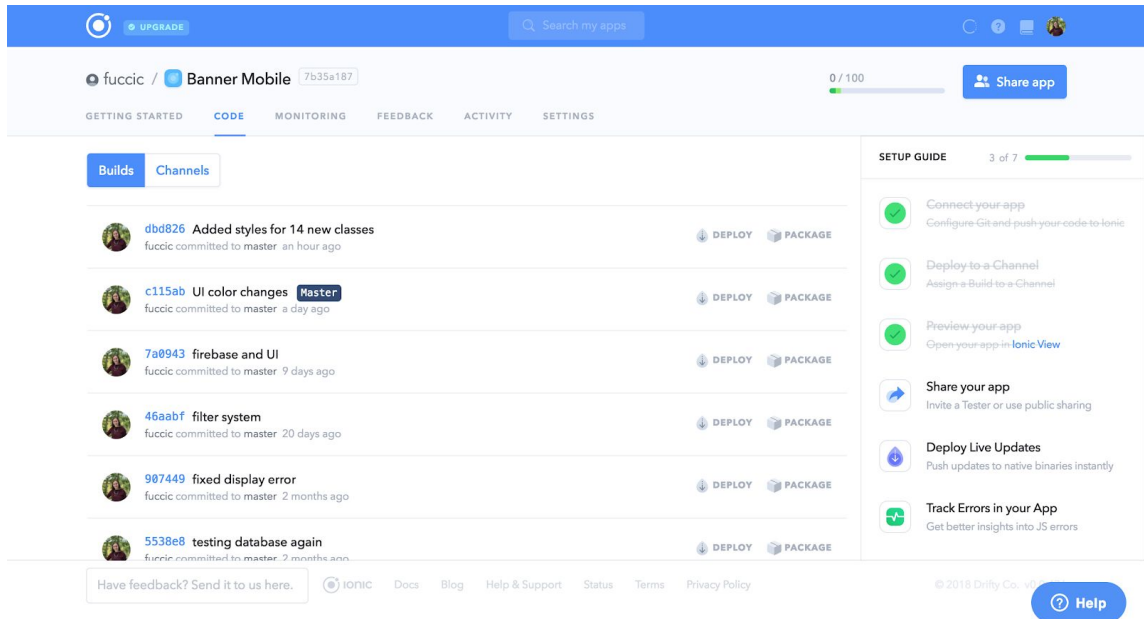 UPGRADE
Search my apps
fuccic / Banner Mobile 7b35a187
0 / 100
Share app
GETTING STARTED CODE MONITORING FEEDBACK ACTIVITY SETTINGS
Builds Channels
dbd826 Added styles for 14 new classes
fuccic committed to master an hour ago
DEPLOY PACKAGE
c115ab UI color changes Master
fuccic committed to master a day ago
DEPLOY PACKAGE
7a0943 firebase and UI
fuccic committed to master 9 days ago
DEPLOY PACKAGE
46aabf filter system
fuccic committed to master 20 days ago
DEPLOY PACKAGE
907449 fixed display error
fuccic committed to master 2 months ago
DEPLOY PACKAGE
5538e8 testing database again
fuccic committed to master 2 months ago
DEPLOY PACKAGE
SETUP GUIDE 3 of 7
Connect your app
Configure Git and push your code to Ionic
Deploy to a Channel
Assign a Build to a Channel
Preview your app
Open your app in Ionic View
Share your app
Invite a Tester or use public sharing
Deploy Live Updates
Push updates to native binaries instantly
Track Errors in your App
Get better insights into JS errors
Have feedback? Send it to us here.
IONIC Docs Blog Help & Support Status Terms Privacy Policy
© 2018 Drifty Co.
? Help